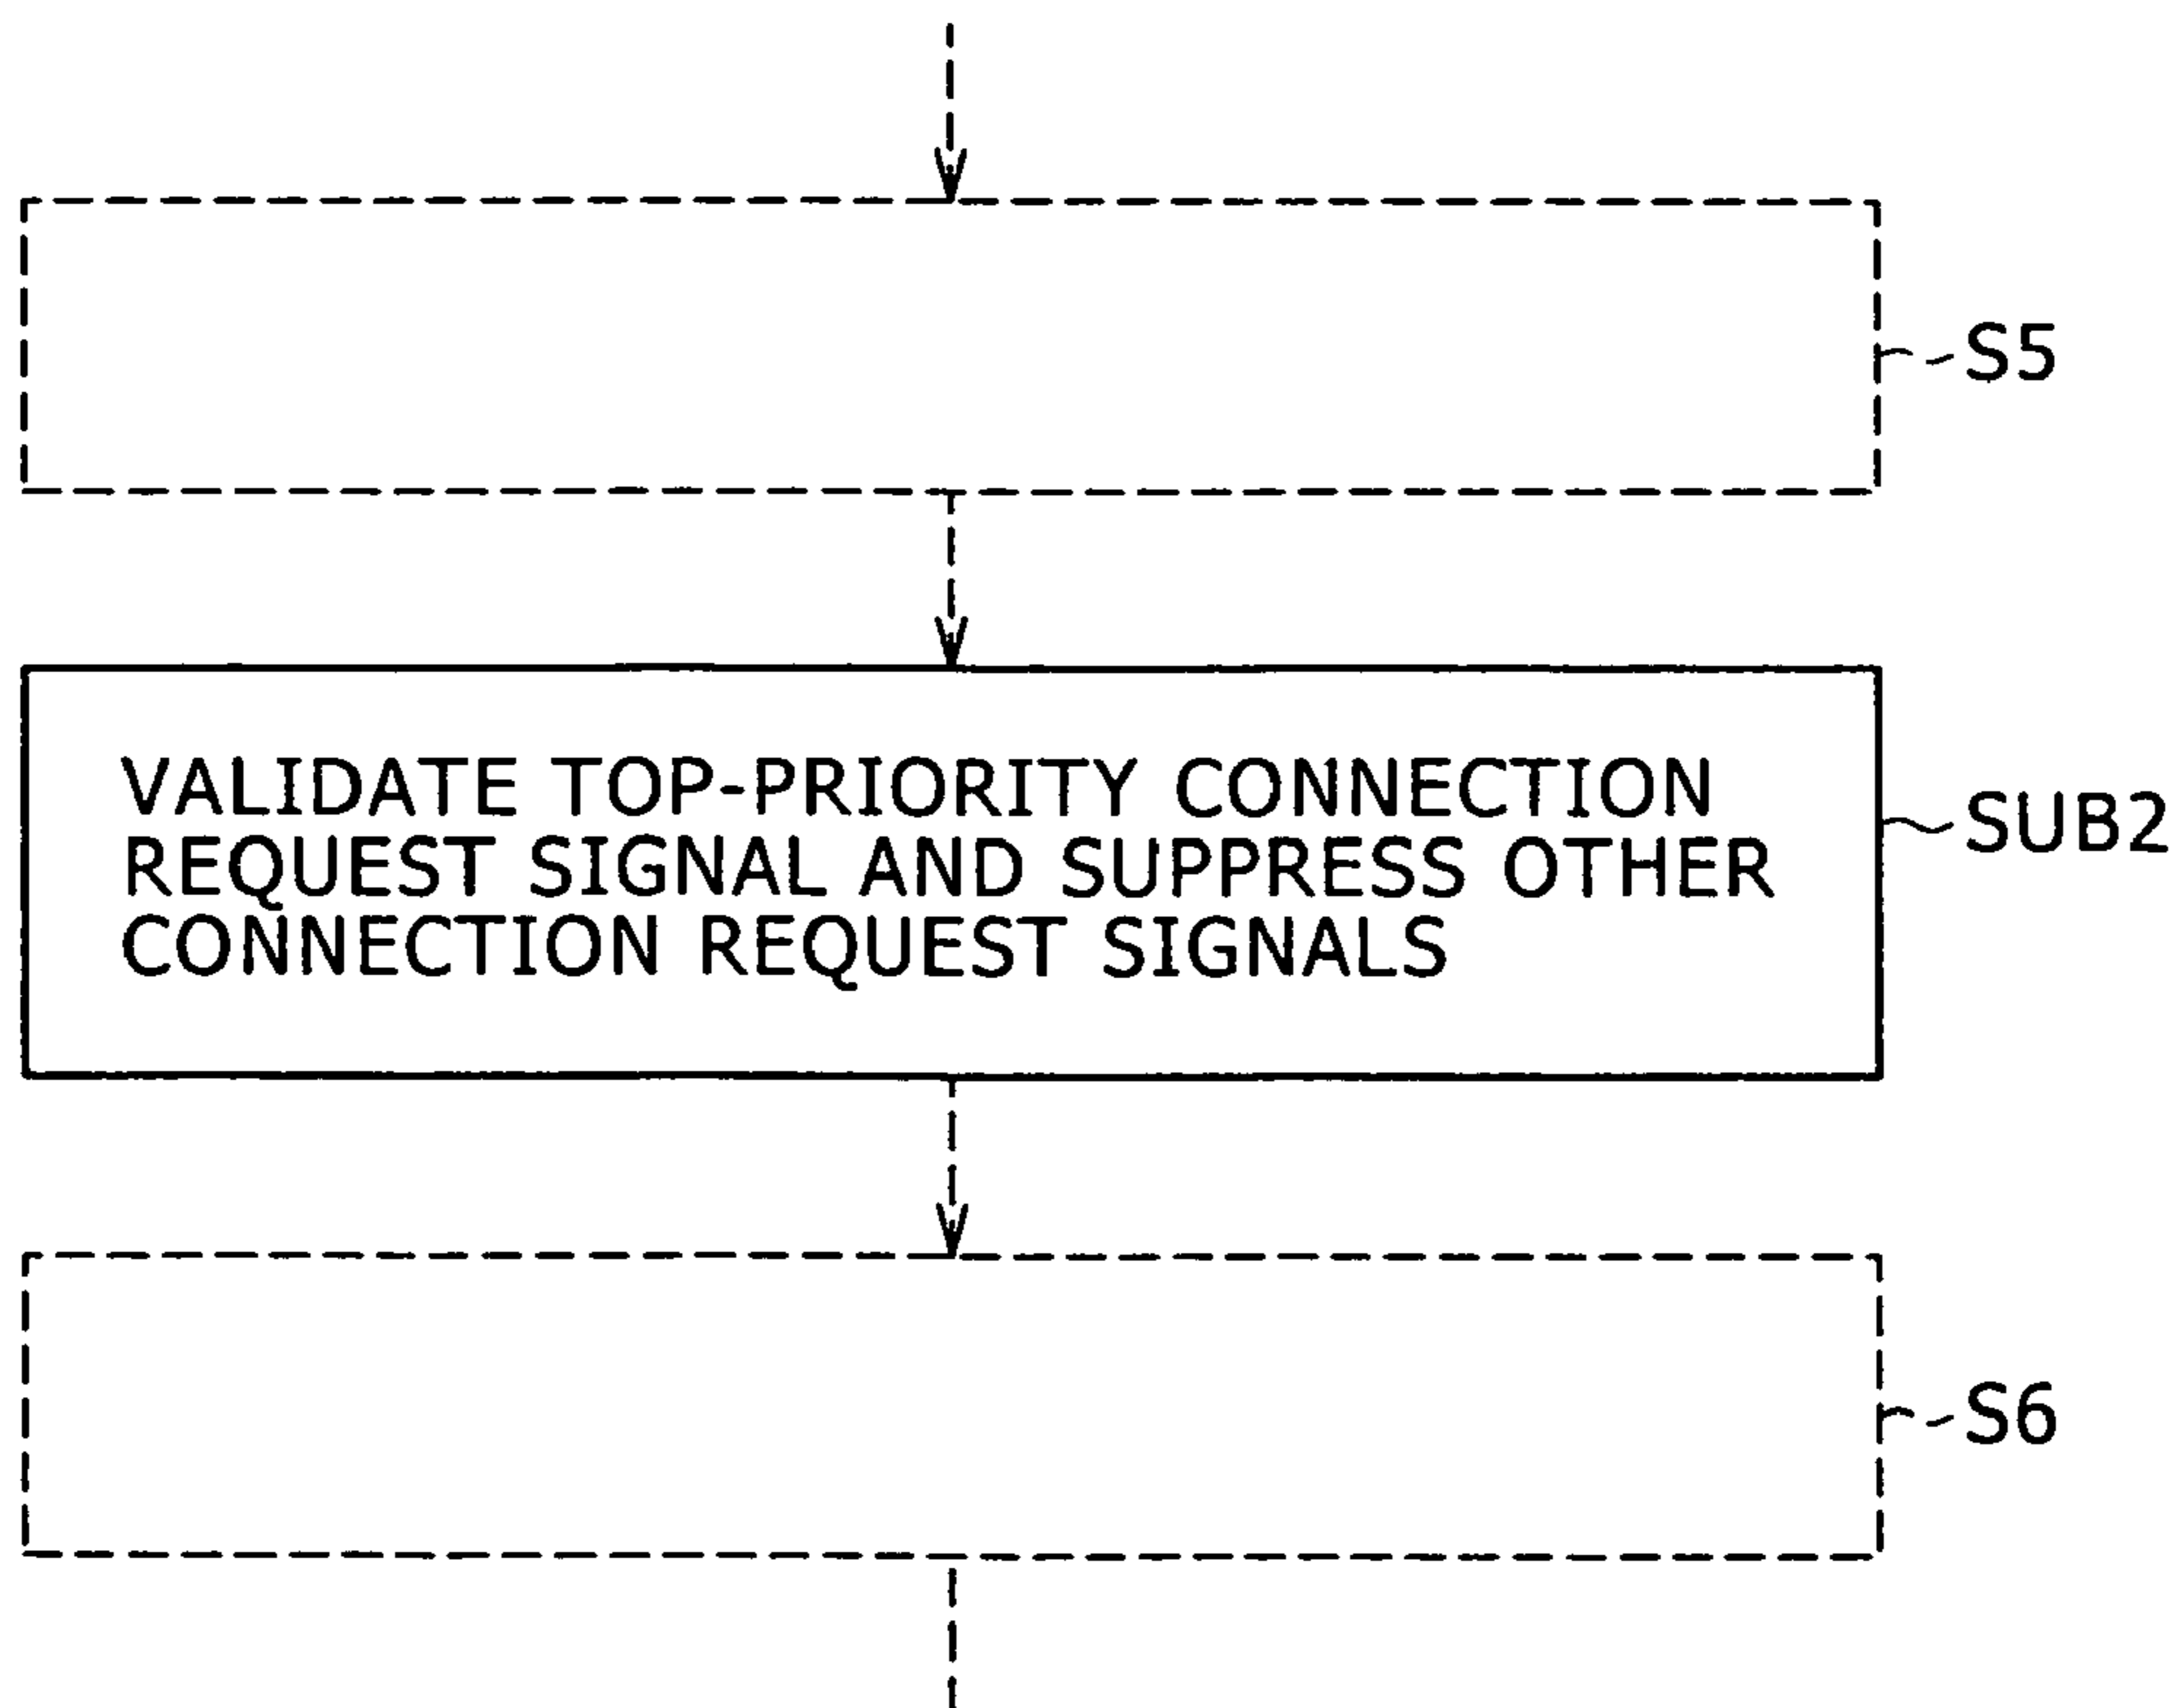 S5
VALIDATE TOP-PRIORITY CONNECTION
REQUEST SIGNAL AND SUPPRESS OTHER
CONNECTION REQUEST SIGNALS
SUB2
S6